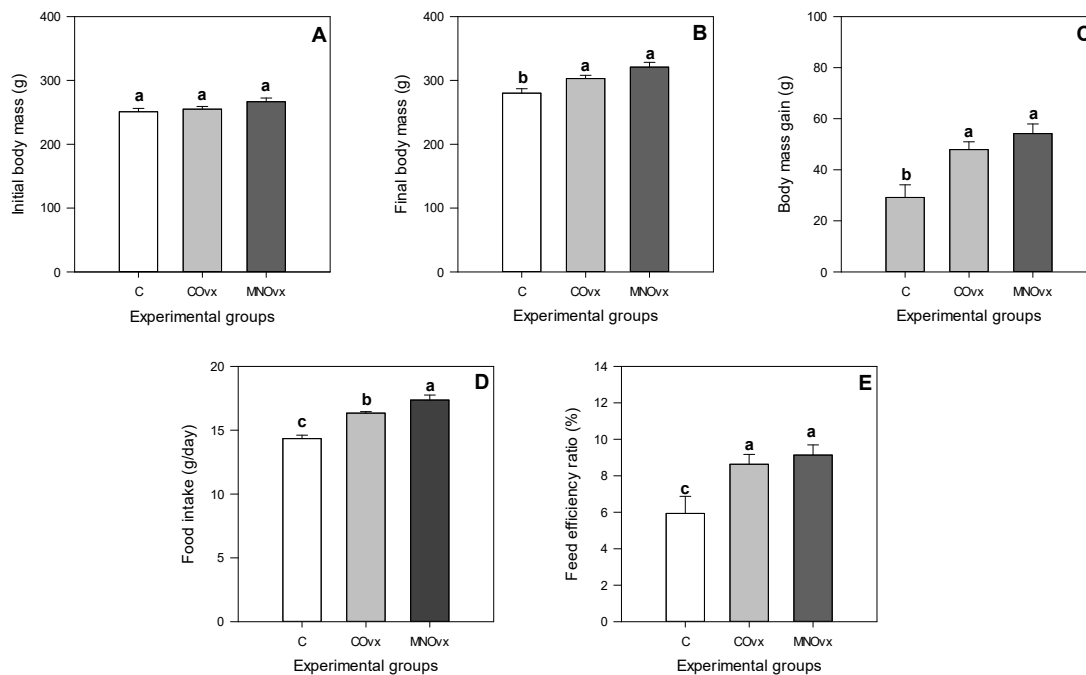 A
Initial body mass (g)
400
300
200
100
0
a
a
a
C
COvx
MNOvx
Experimental groups
B
Final body mass (g)
400
300
200
100
0
b
a
a
C
COvx
MNOvx
Experimental groups
C
Body mass gain (g)
100
80
60
40
20
0
b
a
a
C
COvx
MNOvx
Experimental groups
D
Food intake (g/day)
20
15
10
5
0
c
b
a
C
COvx
MNOvx
Experimental groups
E
Feed efficiency ratio (%)
14
12
10
8
6
4
2
0
c
a
a
C
COvx
MNOvx
Experimental groups